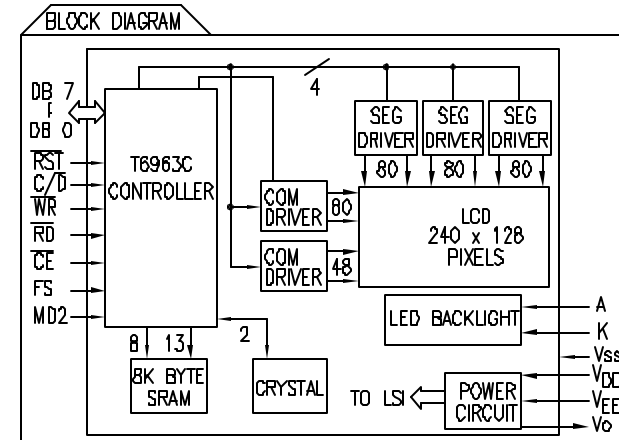 BLOCK DIAGRAM
DB 7
DB 0
RST
C/D
WR
RD
CE
FS
MD2
T6963C
CONTROLLER
4
SEG
DRIVER
SEG
DRIVER
SEG
DRIVER
80
80
80
COM
DRIVER
80
COM
DRIVER
48
LCD
240 x 128
PIXELS
LED BACKLIGHT
A
K
8
13
2
8K BYTE
SRAM
CRYSTAL
TO LSI
POWER
CIRCUIT
Vss
VDD
VEE
Vo